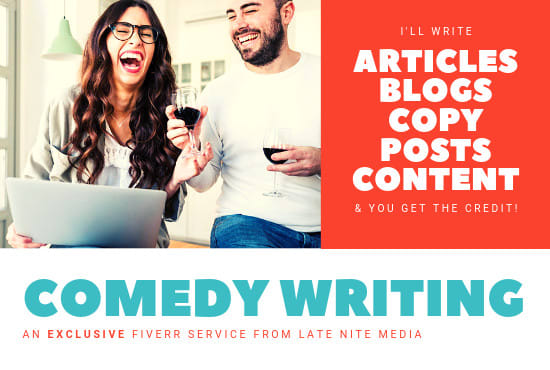 I'LL WRITE
ARTICLES
BLOGS
COPY
POSTS
CONTENT
& YOU GET THE CREDIT!
COMEDY WRITING
AN EXCLUSIVE FIVERR SERVICE FROM LATE NITE MEDIA